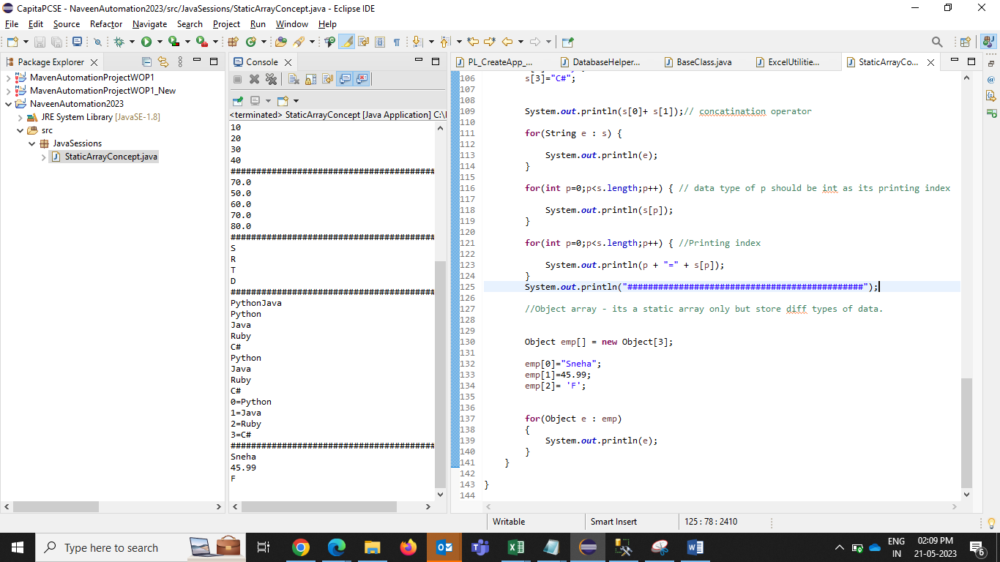 CapitaPCSE - NaveenAutomation2023/src/JavaSessions/StaticArrayConcept.java - Eclipse IDE
File Edit Source Refactor Navigate Search Project Run Window Help
Package Explorer
MavenAutomationProjectWOP1
MavenAutomationProjectWOP1_New
NaveenAutomation2023
JRE System Library [JavaSE-1.8]
src
JavaSessions
StaticArrayConcept.java
Console
<terminated> StaticArrayConcept [Java Application] C:\
10
20
30
40
########################################
70.0
50.0
60.0
70.0
80.0
########################################
S
R
T
D
########################################
PythonJava
Python
Java
Ruby
C#
Python
Java
Ruby
C#
0=Python
1=Java
2=Ruby
3=C#
########################################
Sneha
45.99
F
PL_CreateApp_... DatabaseHelper... BaseClass.java ExcelUtilitie... StaticArrayCo...
106 s[3]="C#";
107
108
109 System.out.println(s[0]+ s[1]);// concatination operator
110
111 for(String e : s) {
112
113 System.out.println(e);
114 }
115
116 for(int p=0;p<s.length;p++) { // data type of p should be int as its printing index
117
118 System.out.println(s[p]);
119 }
120
121 for(int p=0;p<s.length;p++) { //Printing index
122
123 System.out.println(p + "=" + s[p]);
124 }
125 System.out.println("##############################################");
126
127 //Object array - its a static array only but store diff types of data.
128
129
130 Object emp[] = new Object[3];
131
132 emp[0]="Sneha";
133 emp[1]=45.99;
134 emp[2]= 'F';
135
136
137 for(Object e : emp)
138 {
139 System.out.println(e);
140 }
141 }
142
143 }
144
Writable Smart Insert 125 : 78 : 2410
Type here to search
ENG
IN
02:09 PM
21-05-2023
6